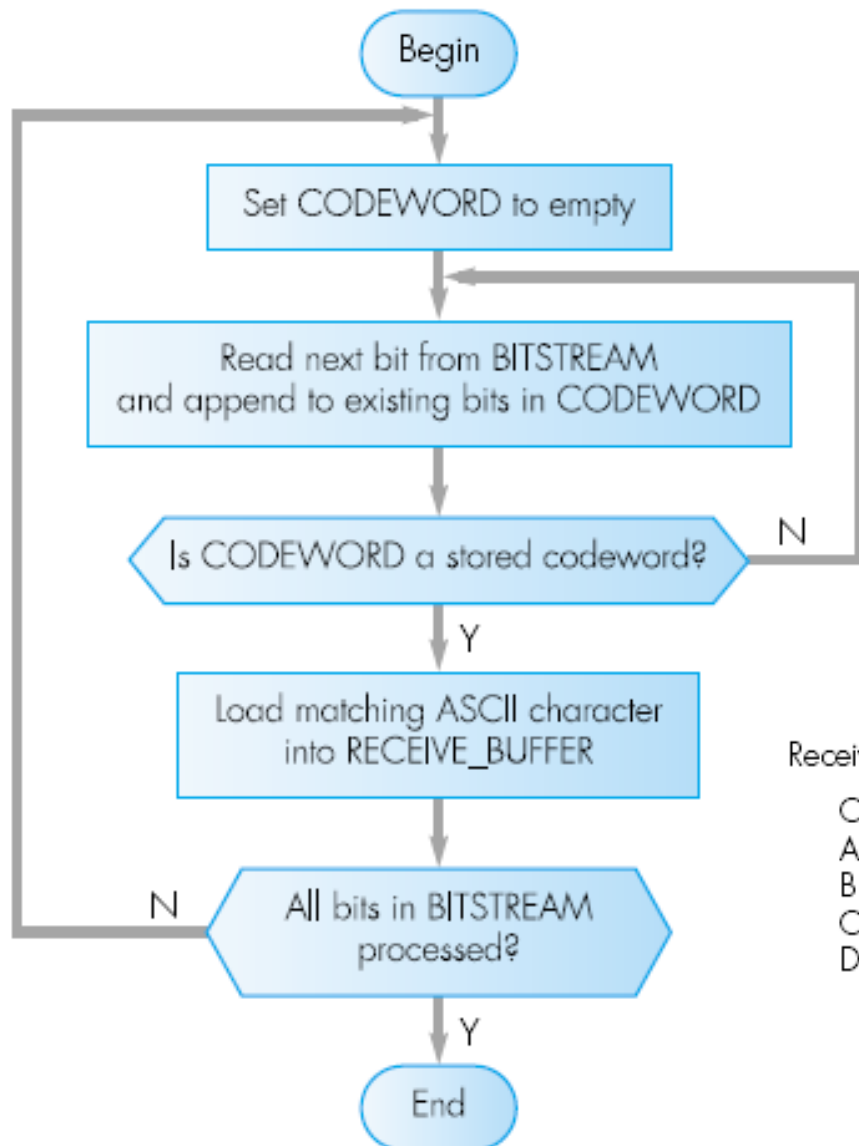 Begin
Set CODEWORD to empty
Read next bit from BITSTREAM
and append to existing bits in CODEWORD
Is CODEWORD a stored codeword?
N
Y
Load matching ASCII character
into RECEIVE_BUFFER
Receiv
C
A
B
C
D
N
All bits in BITSTREAM
processed?
Y
End